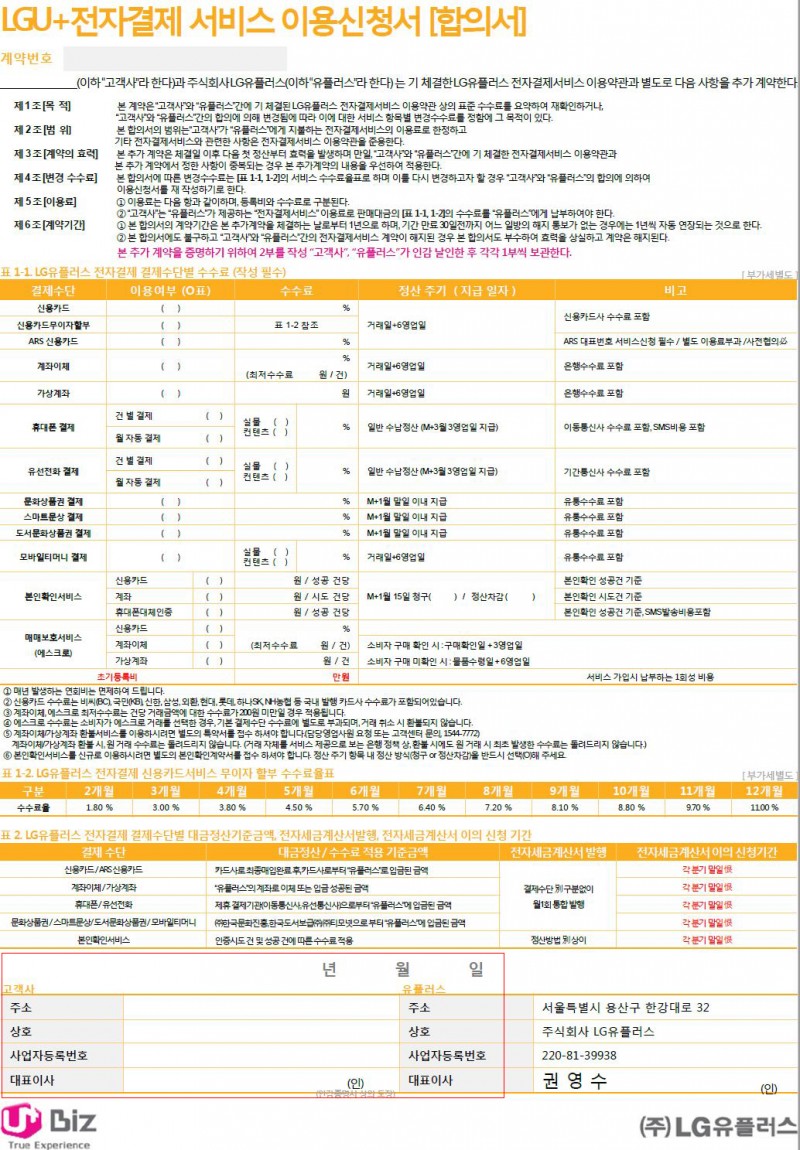 LGU+전자결제 서비스 이용신청서 [합의서]
계약번호
(이하 "고객사"라 한다)과 주식회사 LG유플러스(이하 "유플러스"라 한다) 는 기 체결한 LG유플러스 전자결제서비스 이용약관과 별도로 다음 사항을 추가 계약한다
제 1 조 [목 적] 본 계약은 "고객사"와 "유플러스"간에 기 체결된 LG유플러스 전자결제서비스 이용약관 상의 표준 수수료를 요약하여 재확인하거나,
"고객사"와 "유플러스"간의 합의에 의해 변경됨에 따라 이에 대한 서비스 항목별 변경수수료를 정함에 그 목적이 있다.
제 2 조 [범 위] 본 합의서의 범위는 "고객사"가 "유플러스"에게 지불하는 전자결제서비스의 이용료로 한정하고
기타 전자결제서비스와 관련한 사항은 전자결제서비스 이용약관을 준용한다.
제 3 조 [계약의 효력] 본 추가 계약은 체결일 이후 다음 첫 정산부터 효력을 발생하며 만일, "고객사"와 "유플러스"간에 기 체결한 전자결제서비스 이용약관과
본 추가 계약에서 정한 사항이 중복되는 경우 본 추가계약의 내용을 우선하여 적용한다.
제 4 조 [변경 수수료] 본 합의서에 따른 변경수수료는 [표 1-1, 1-2]의 서비스 수수료율표로 하며 이를 다시 변경하고자 할 경우 "고객사"와 "유플러스"의 합의에 의하여
이용신청서를 재 작성하기로 한다.
제 5 조 [이용료] ① 이용료는 다음 항과 같이하며, 등록비와 수수료로 구분된다.
② "고객사"는 "유플러스"가 제공하는 "전자결제서비스" 이용료로 판매대금의 [표 1-1, 1-2]의 수수료를 "유플러스"에게 납부하여야 한다.
제 6 조 [계약기간] ① 본 합의서의 계약기간은 본 추가계약을 체결하는 날로부터 1년으로 하며, 기간 만료 30일전까지 어느 일방의 해지 통보가 없는 경우에는 1년씩 자동 연장되는 것으로 한다.
② 본 합의서에도 불구하고 "고객사"와 "유플러스"간의 전자결제서비스 계약이 해지된 경우 본 합의서도 부수하여 효력을 상실하고 계약은 해지된다.
본 추가 계약을 증명하기 위하여 2부를 작성 "고객사", "유플러스"가 인감 날인한 후 각각 1부씩 보관한다.
표 1-1. LG유플러스 전자결제 결제수단별 수수료 (작성 필수) [ 부가세별도 ]
결제수단 이용여부 (O표) 수수료 정산 주기 ( 지급 일자 ) 비고
신용카드 ( ) % 거래일+6영업일 신용카드사 수수료 포함
신용카드무이자할부 ( ) 표 1-2 참조
ARS 신용카드 ( ) % ARS 대표번호 서비스신청 필수 / 별도 이용료부과 /사전협의必
계좌이체 ( ) % (최저수수료 원 / 건) 거래일+6영업일 은행수수료 포함
가상계좌 ( ) 원 거래일+6영업일 은행수수료 포함
휴대폰 결제 건 별 결제 ( ) 실물 ( ) 컨텐츠 ( ) % 일반 수납정산 (M+3월 3영업일 지급) 이동통신사 수수료 포함, SMS비용 포함
월 자동 결제 ( )
유선전화 결제 건 별 결제 ( ) 실물 ( ) 컨텐츠 ( ) % 일반 수납정산 (M+3월 3영업일 지급) 기간통신사 수수료 포함
월 자동결제 ( )
문화상품권 결제 ( ) % M+1월 말일 이내 지급 유통수수료 포함
스마트문상 결제 ( ) % M+1월 말일 이내 지급 유통수수료 포함
도서문화상품권 결제 ( ) % M+1월 말일 이내 지급 유통수수료 포함
모바일티머니 결제 ( ) 실물 ( ) 컨텐츠 ( ) % 거래일+6영업일 유통수수료 포함
본인확인서비스 신용카드 ( ) 원 / 성공 건당 M+1월 15일 청구( ) / 정산차감 ( ) 본인확인 성공건 기준
계좌 ( ) 원 / 시도 건당 본인확인 시도건 기준
휴대폰대체인증 ( ) 원 / 성공 건당 본인확인 성공건 기준, SMS발송비용포함
매매보호서비스 (에스크로) 신용카드 ( ) %
계좌이체 ( ) (최저수수료 원 / 건) 소비자 구매 확인 시 : 구매확인일 + 3영업일
가상계좌 ( ) 원 / 건 소비자 구매 미확인 시 : 물품수령일 + 6영업일
초기등록비 만원 서비스 가입시 납부하는 1회성 비용
① 매년 발생하는 연회비는 면제하여 드립니다.
② 신용카드 수수료는 비씨(BC), 국민(KB), 신한, 삼성, 외환, 현대, 롯데, 하나SK, NH농협 등 국내 발행 카드사 수수료가 포함되어있습니다.
③ 계좌이체, 에스크로 최저수수료는 건당 거래금액에 대한 수수료가 200원 미만일 경우 적용됩니다.
④ 에스크로 수수료는 소비자가 에스크로 거래를 선택한 경우, 기본 결제수단 수수료에 별도로 부과되며, 거래 취소 시 환불되지 않습니다.
⑤ 계좌이체/가상계좌 환불서비스를 이용하시려면 별도의 특약서를 접수 하셔야 합니다.(담당영업사원 요청 또는 고객센터 문의, 1544-7772)
계좌이체/가상계좌 환불 시, 원 거래 수수료는 돌려드리지 않습니다. (거래 자체를 서비스 제공으로 보는 은행 정책 상, 환불 시에도 원 거래 시 최초 발생한 수수료는 돌려드리지 않습니다.)
⑥ 본인확인서비스를 신규로 이용하시려면 별도의 본인확인계약서를 접수 하셔야 합니다. 정산 주기 항목 내 정산 방식(청구 or 정산차감)을 반드시 선택(O)해 주세요.
표 1-2. LG유플러스 전자결제 신용카드서비스 무이자 할부 수수료율표 [ 부가세별도 ]
구분 2개월 3개월 4개월 5개월 6개월 7개월 8개월 9개월 10개월 11개월 12개월
수수료율 1.80 % 3.00 % 3.80 % 4.50 % 5.70 % 6.40 % 7.20 % 8.10 % 8.80 % 9.70 % 11.00 %
표 2. LG유플러스 전자결제 결제수단별 대금정산기준금액, 전자세금계산서발행, 전자세금계산서 이의 신청 기간
결제 수단 대금정산 / 수수료 적용 기준금액 전자세금계산서 발행 전자세금계산서 이의 신청기간
신용카드 / ARS 신용카드 카드사로 최종매입완료 후, 카드사로부터 "유플러스"로 입금된 금액 결제수단 別 구분없이 월1회 통합 발행 각 분기 말일 限
계좌이체 / 가상계좌 "유플러스"의 계좌로 이체 또는 입금 성공된 금액 각 분기 말일 限
휴대폰 / 유선전화 제휴 결제기관(이동통신사, 유선통신사)으로부터 "유플러스"에 입금된 금액 각 분기 말일 限
문화상품권 / 스마트문상 / 도서문화상품권 / 모바일티머니 ㈜한국문화진흥, 한국도서보급㈜, ㈜티모넷으로 부터 "유플러스"에 입금된 금액 각 분기 말일 限
본인확인서비스 인증시도 건 및 성공 건에 따른 수수료 적용 정산방법 別 상이 각 분기 말일 限
년 월 일
고객사 유플러스
주소 주소 서울특별시 용산구 한강대로 32
상호 상호 주식회사 LG유플러스
사업자등록번호 사업자등록번호 220-81-39938
대표이사 (인) 대표이사 권 영 수 (인)
(인감증명서 상의 도장)
U+ Biz
True Experience
(주) LG유플러스